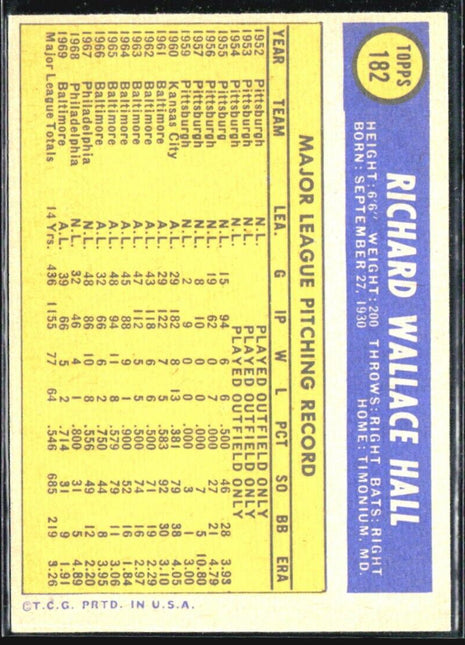 TOPPS
182
RICHARD WALLACE HALL
HEIGHT: 6'6" WEIGHT: 200 THROWS: RIGHT BATS: RIGHT
BORN: SEPTEMBER 27, 1930 HOME: TIMONIUM, MD.
MAJOR LEAGUE PITCHING RECORD
YEAR TEAM LEA. G IP W L PCT SO BB ERA
1952 Pittsburgh N.L. PLAYED OUTFIELD ONLY
1953 Pittsburgh N.L. PLAYED OUTFIELD ONLY
1954 Pittsburgh N.L. PLAYED OUTFIELD ONLY
1955 Pittsburgh N.L. 15 94 6 6 .500 46 28 3.93
1956 Pittsburgh N.L. 19 62 0 7 .000 27 21 4.79
1957 Pittsburgh N.L. 8 10 0 0 .000 7 5 10.80
1959 Pittsburgh N.L. 2 9 0 0 .000 3 1 3.00
1960 Kansas City A.L. 29 182 8 13 .381 79 38 4.05
1961 Baltimore A.L. 29 122 7 5 .583 92 30 3.10
1962 Baltimore A.L. 43 118 6 6 .500 71 19 2.29
1963 Baltimore A.L. 47 112 5 5 .500 74 16 2.97
1964 Baltimore A.L. 45 88 9 1 .900 52 16 1.84
1965 Baltimore A.L. 48 94 11 8 .579 79 11 3.06
1966 Baltimore A.L. 32 66 6 2 .750 44 8 3.95
1967 Philadelphia N.L. 48 86 10 8 .556 49 12 2.20
1968 Philadelphia N.L. 32 46 4 1 .800 31 5 4.89
1969 Baltimore A.L. 39 66 5 2 .714 31 9 1.91
Major League Totals 14 Yrs. 436 1155 77 64 .546 685 219 3.26
©T.C.G. PRTD. IN U.S.A.